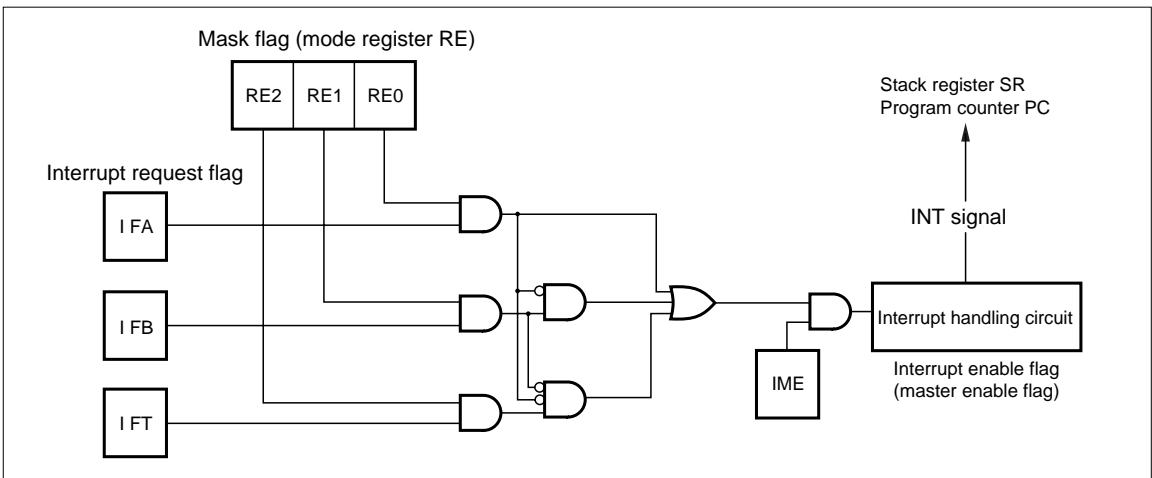 Mask flag (mode register RE)
RE2 RE1 RE0
Stack register SR
Program counter PC
Interrupt request flag
I FA
INT signal
I FB
Interrupt handling circuit
IME
Interrupt enable flag
(master enable flag)
I FT